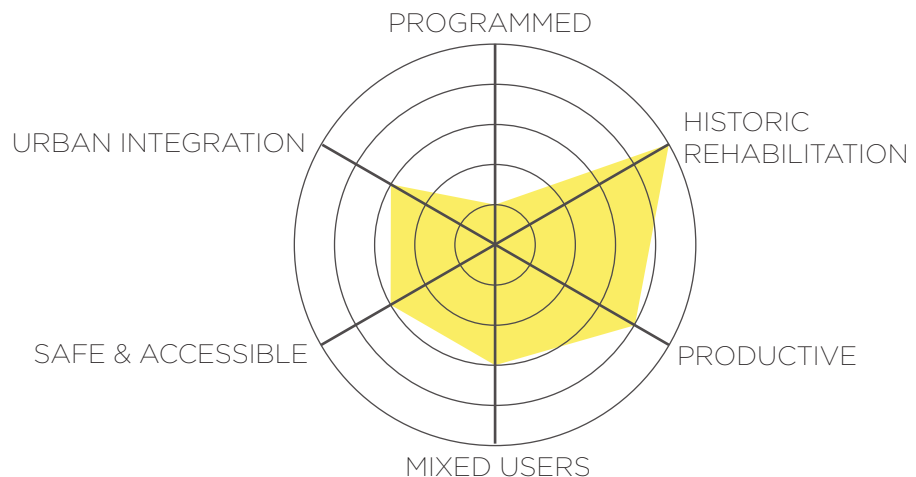 PROGRAMMED
HISTORIC
REHABILITATION
URBAN INTEGRATION
SAFE & ACCESSIBLE
PRODUCTIVE
MIXED USERS